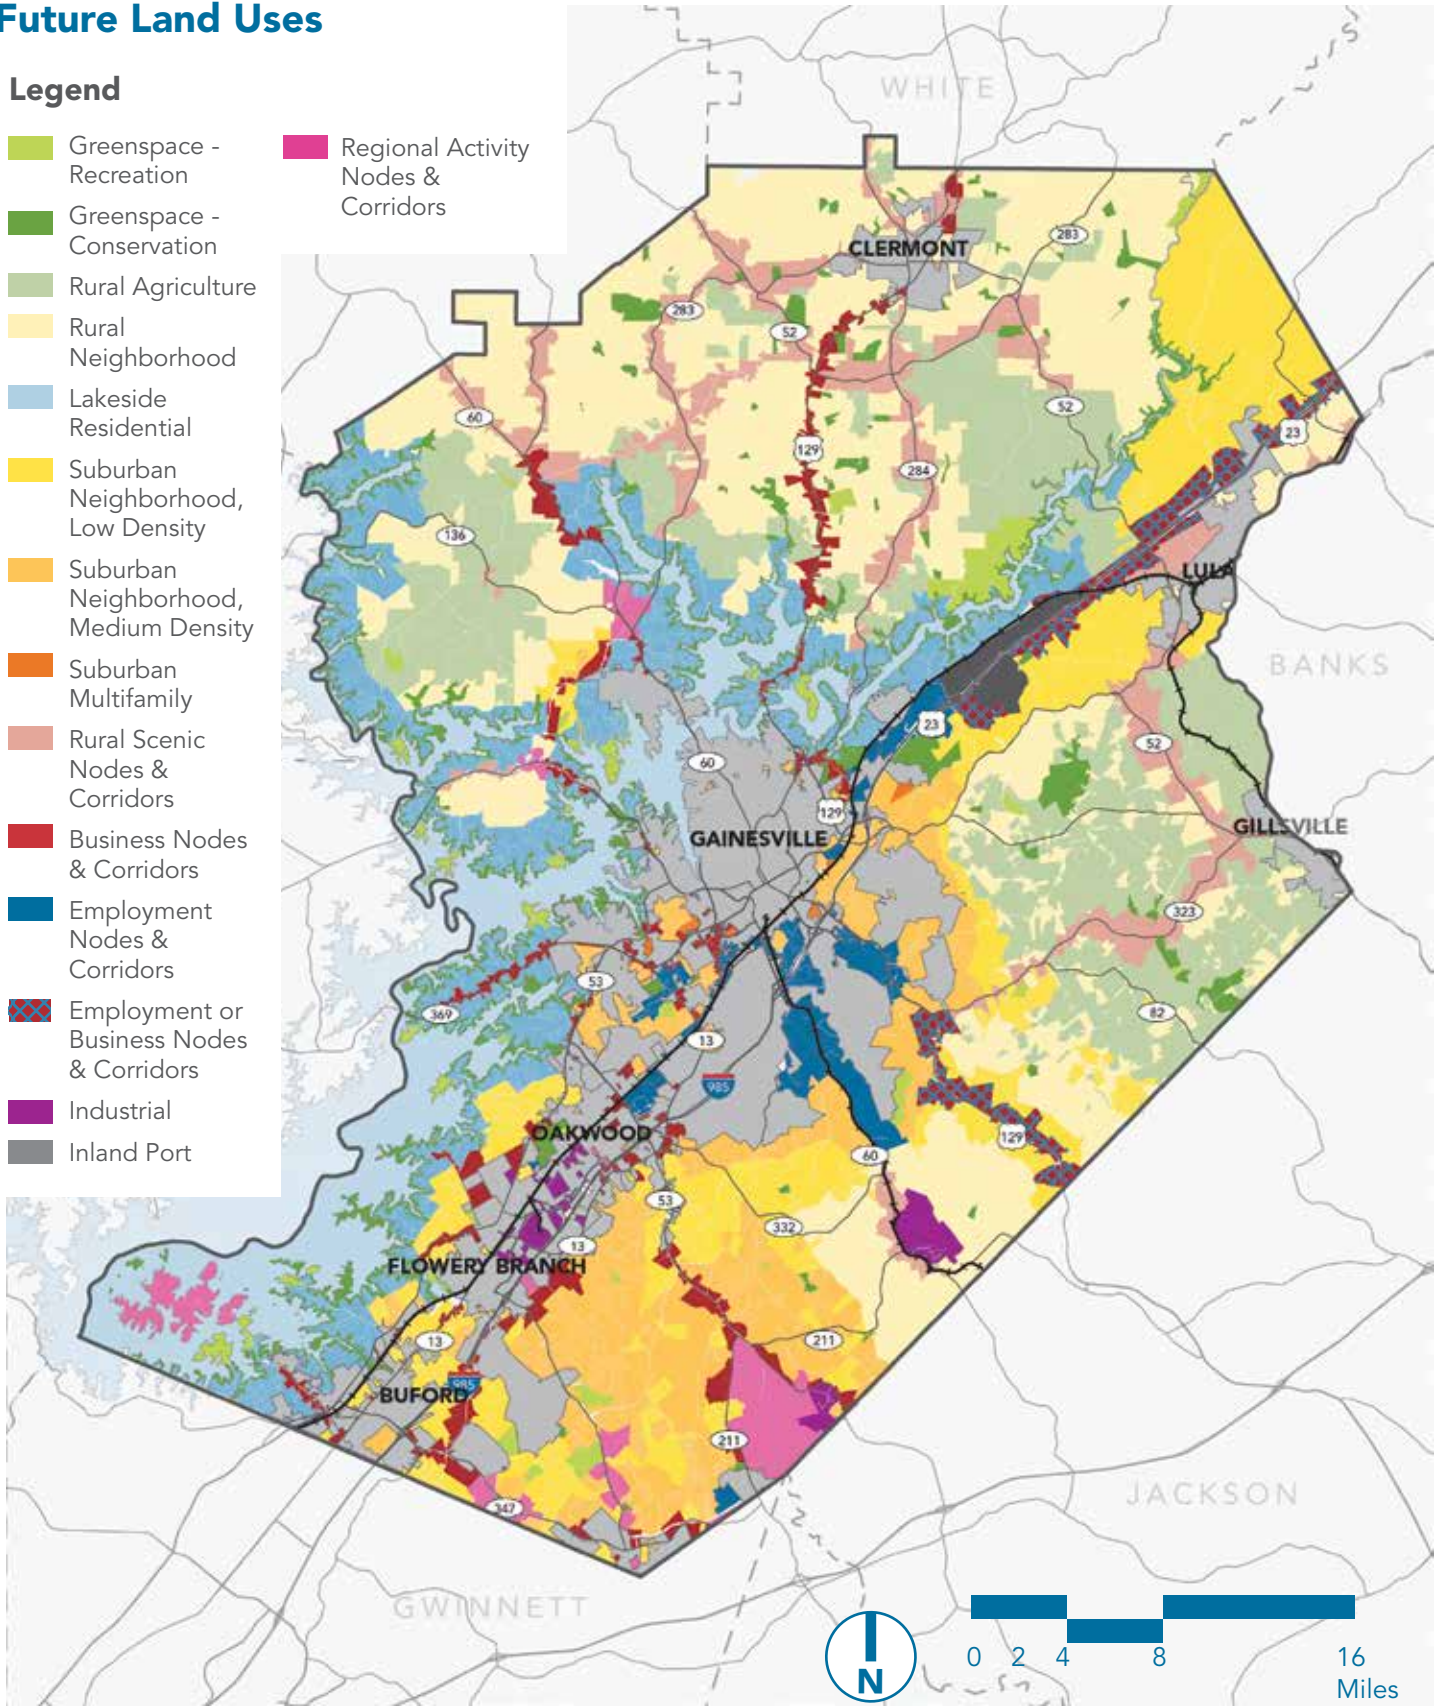 Future Land Uses
Legend
Greenspace -
Recreation
Greenspace -
Conservation
Rural Agriculture
Rural
Neighborhood
Lakeside
Residential
Suburban
Neighborhood,
Low Density
Suburban
Neighborhood,
Medium Density
Suburban
Multifamily
Rural Scenic
Nodes &
Corridors
Business Nodes
& Corridors
Employment
Nodes &
Corridors
Employment or
Business Nodes
& Corridors
Industrial
Inland Port
Regional Activity
Nodes &
Corridors
WHITE
CLERMONT
283
283
52
60
52
129
284
23
136
LULA
BANKS
23
52
60
129
GAINESVILLE
GILLSVILLE
323
53
369
82
13
985
OAKWOOD
129
60
53
332
13
FLOWERY BRANCH
13
211
985
BUFORD
211
347
JACKSON
GWINNETT
N
0 2 4 8 16
Miles